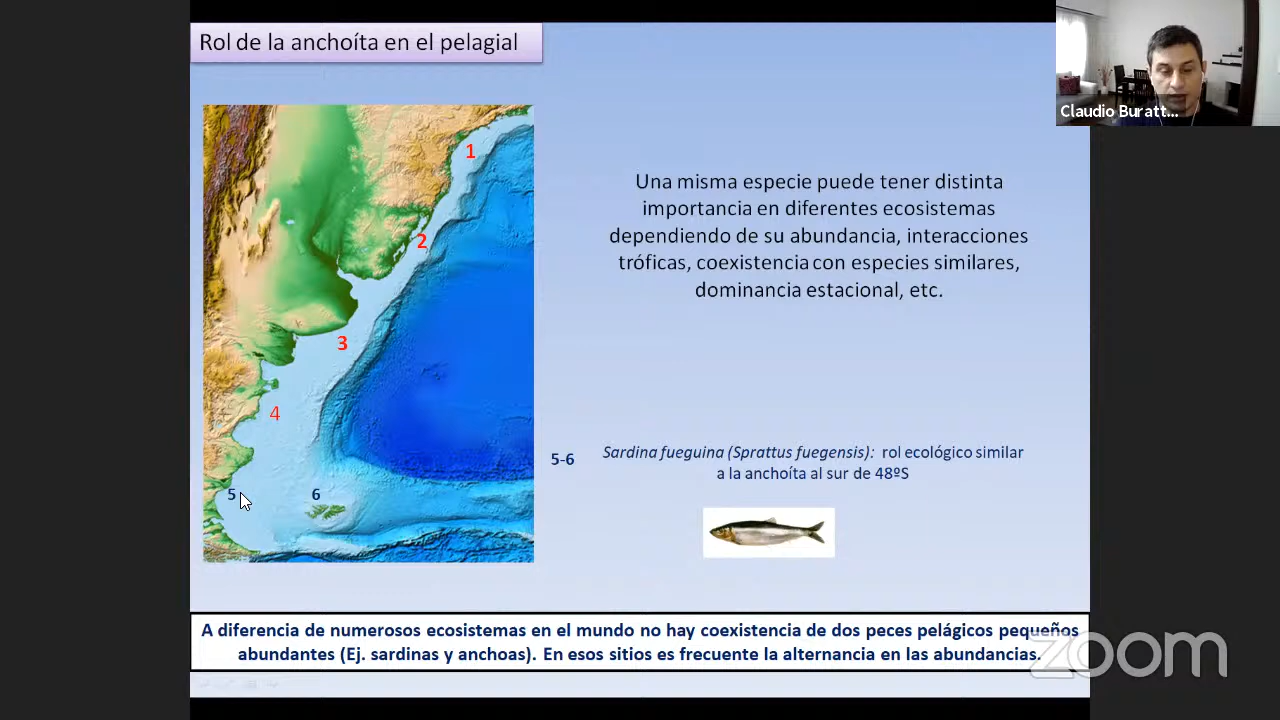 Rol de la anchoíta en el pelagial
Claudio Buratt...
1
2
3
4
5
6
Una misma especie puede tener distinta
importancia en diferentes ecosistemas
dependiendo de su abundancia, interacciones
tróficas, coexistencia con especies similares,
dominancia estacional, etc.
5-6
Sardina fueguina (Sprattus fuegensis): rol ecológico similar
a la anchoíta al sur de 48ºS
A diferencia de numerosos ecosistemas en el mundo no hay coexistencia de dos peces pelágicos pequeños
abundantes (Ej. sardinas y anchoas). En esos sitios es frecuente la alternancia en las abundancias.
zoom